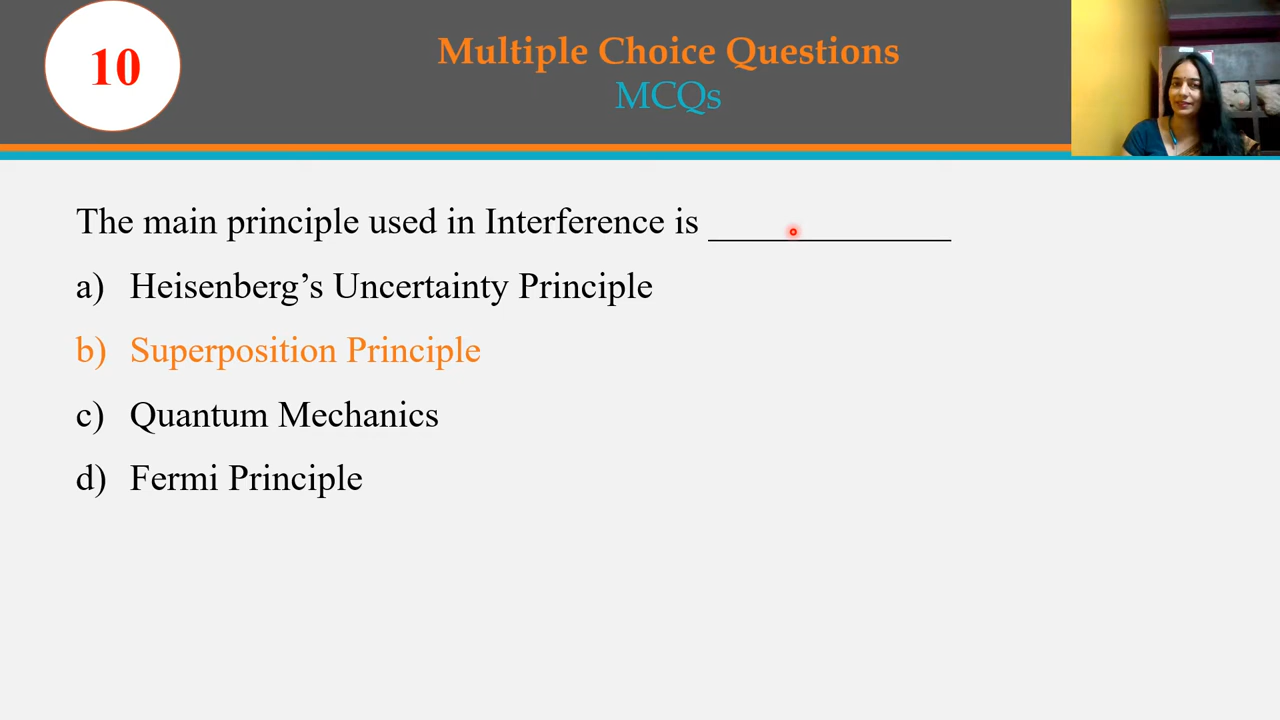 10
Multiple Choice Questions
MCQs
The main principle used in Interference is _____________
a) Heisenberg’s Uncertainty Principle
b) Superposition Principle
c) Quantum Mechanics
d) Fermi Principle